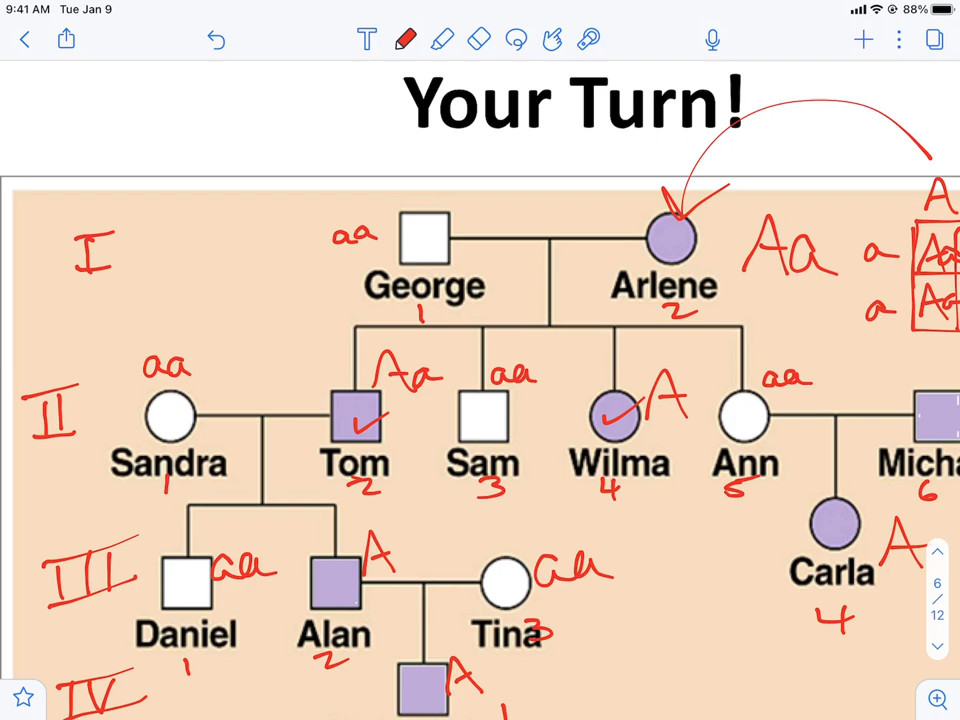 9:41 AM Tue Jan 9
88%
Your Turn!
A
I
aa
Aa
a
Aa
George
Arlene
a
Aa
1
2
aa
Aa
aa
A
aa
II
Sandra
Tom
Sam
Wilma
Ann
1
2
3
4
5
6
III
aa
A
aa
A
Carla
6
/
12
Daniel
Alan
Tina
3
4
1
2
IV
A